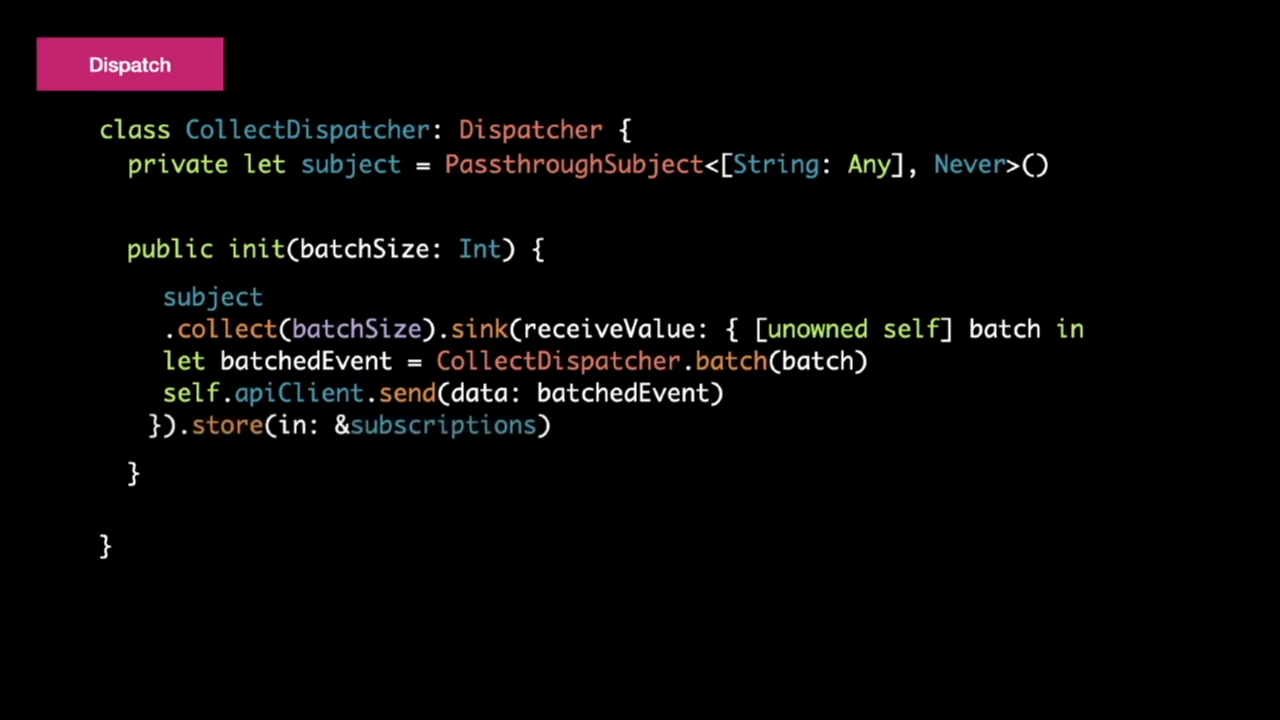 Dispatch
class CollectDispatcher: Dispatcher {
private let subject = PassthroughSubject<[String: Any], Never>()
public init(batchSize: Int) {
subject
.collect(batchSize).sink(receiveValue: { [unowned self] batch in
let batchedEvent = CollectDispatcher.batch(batch)
self.apiClient.send(data: batchedEvent)
}).store(in: &subscriptions)
}
}